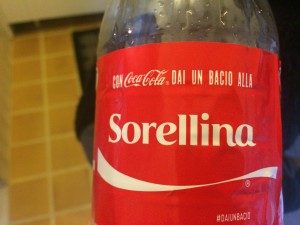 CON Coca-Cola® DAI UN BACIO ALLA
Sorellina
®
#DAIUNBACIO